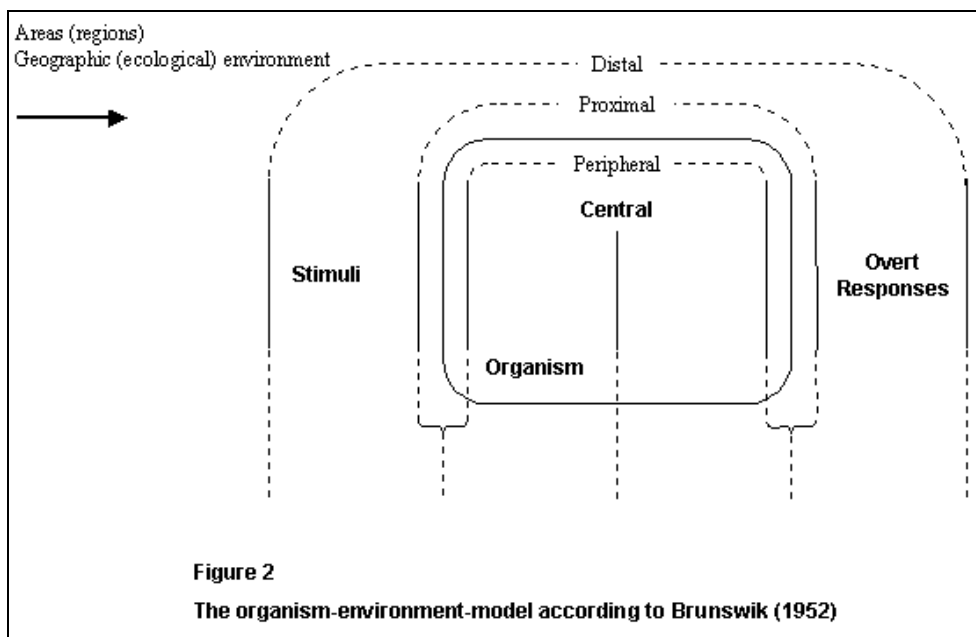 Areas (regions)
Geographic (ecological) environment
Distal
Proximal
Peripheral
Central
Stimuli
Overt
Responses
Organism
Figure 2
The organism-environment-model according to Brunswik (1952)